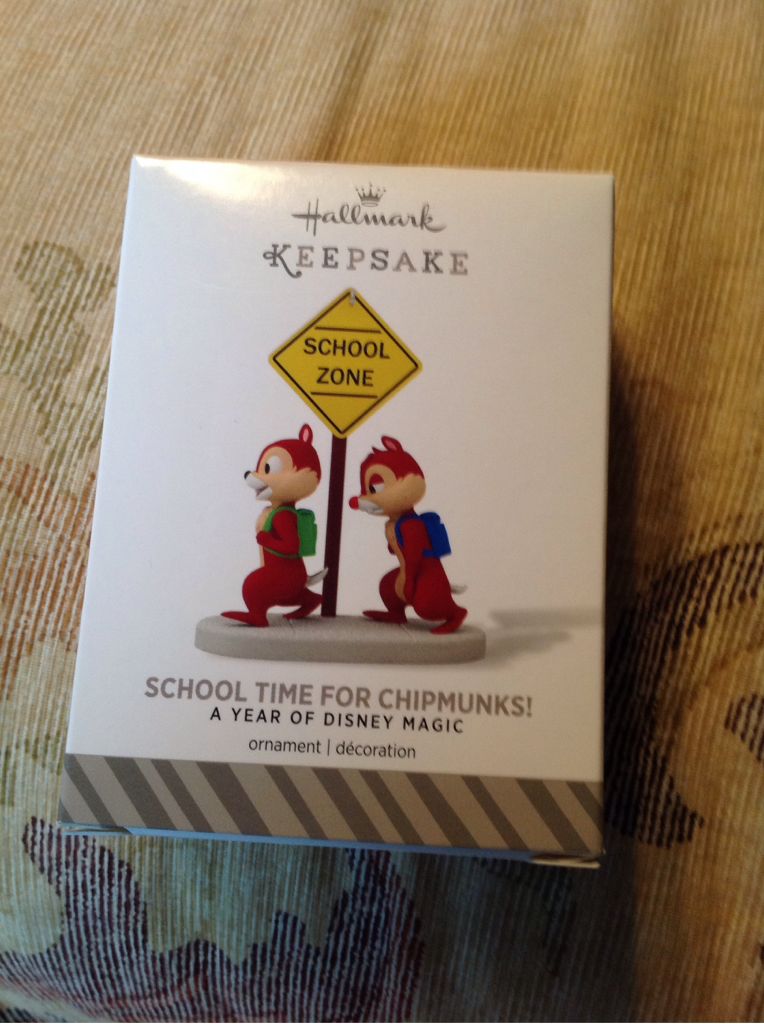 Hallmark
KEEPSAKE
SCHOOL
ZONE
SCHOOL TIME FOR CHIPMUNKS!
A YEAR OF DISNEY MAGIC
ornament | décoration